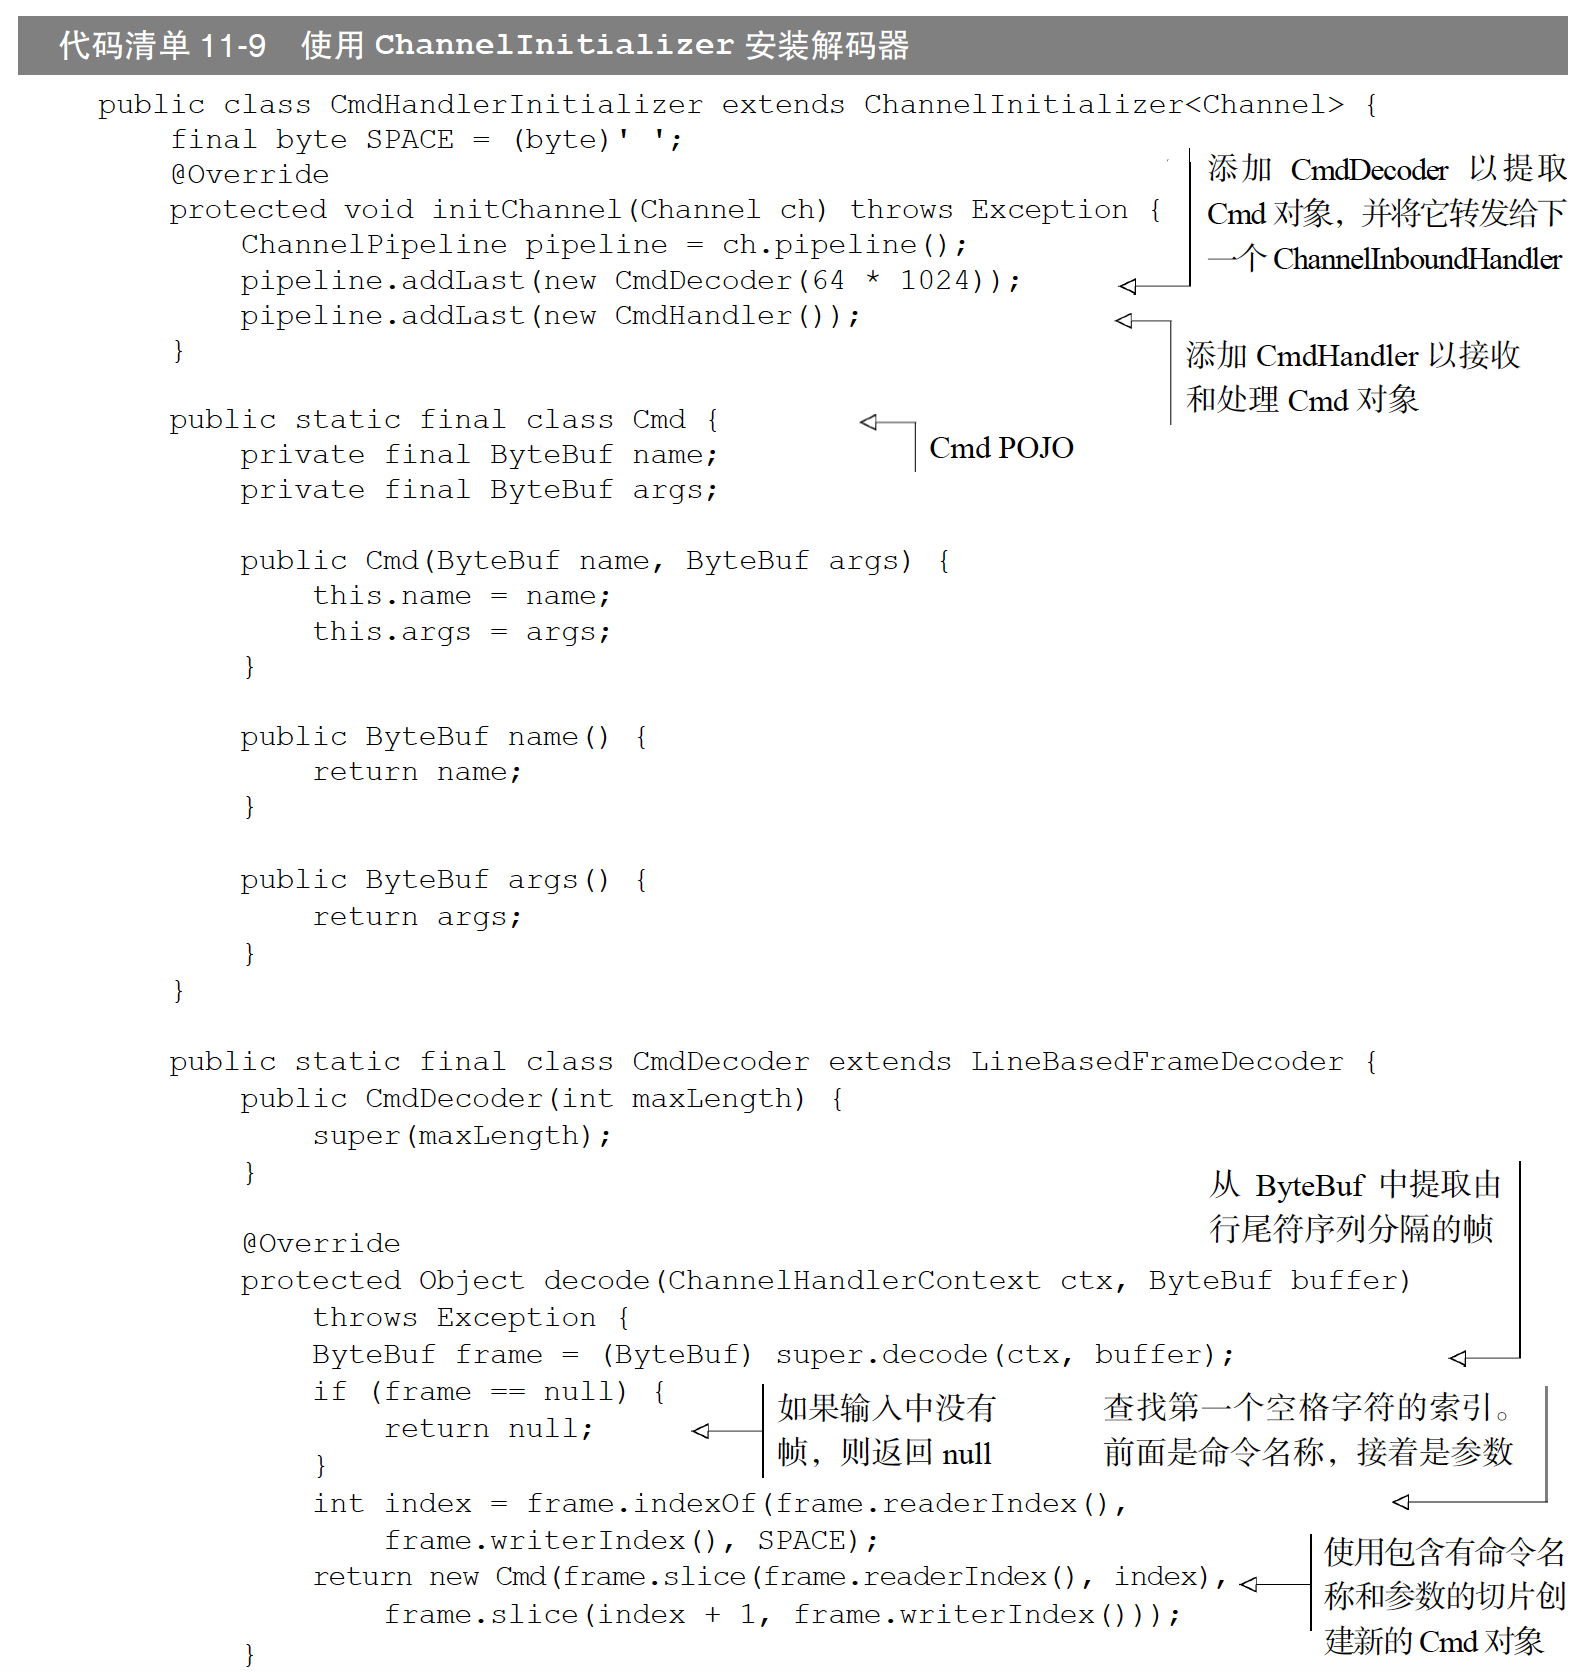 代码清单 11-9 使用 ChannelInitializer 安装解码器
public class CmdHandlerInitializer extends ChannelInitializer<Channel> {
final byte SPACE = (byte)' ';
@Override
protected void initChannel(Channel ch) throws Exception {
ChannelPipeline pipeline = ch.pipeline();
pipeline.addLast(new CmdDecoder(64 * 1024));
pipeline.addLast(new CmdHandler());
}
添加 CmdDecoder 以提取
Cmd 对象，并将它转发给下
一个 ChannelInboundHandler
添加 CmdHandler 以接收
和处理 Cmd 对象
public static final class Cmd {
Cmd POJO
private final ByteBuf name;
private final ByteBuf args;
public Cmd(ByteBuf name, ByteBuf args) {
this.name = name;
this.args = args;
}
public ByteBuf name() {
return name;
}
public ByteBuf args() {
return args;
}
}
public static final class CmdDecoder extends LineBasedFrameDecoder {
public CmdDecoder(int maxLength) {
super(maxLength);
}
从 ByteBuf 中提取由
行尾符序列分隔的帧
@Override
protected Object decode(ChannelHandlerContext ctx, ByteBuf buffer)
throws Exception {
ByteBuf frame = (ByteBuf) super.decode(ctx, buffer);
if (frame == null) {
return null;
}
如果输入中没有
帧，则返回 null
查找第一个空格字符的索引。
前面是命令名称，接着是参数
int index = frame.indexOf(frame.readerIndex(),
frame.writerIndex(), SPACE);
return new Cmd(frame.slice(frame.readerIndex(), index),
frame.slice(index + 1, frame.writerIndex()));
}
使用包含有命令名
称和参数的切片创
建新的 Cmd 对象